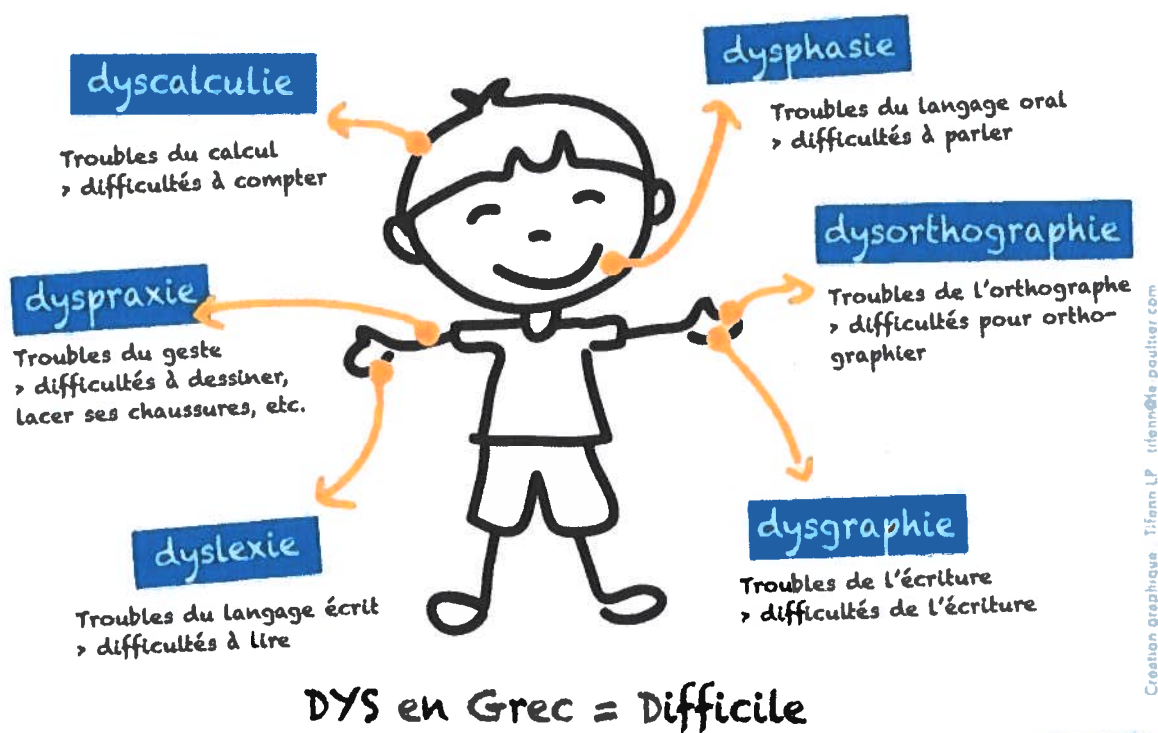 dyscalculie
Troubles du calcul
> difficultés à compter
dysphasie
Troubles du langage oral
> difficultés à parler
dyspraxie
Troubles du geste
> difficultés à dessiner,
lacer ses chaussures, etc.
dysorthographie
Troubles de l'orthographe
> difficultés pour ortho-
graphier
dyslexie
Troubles du langage écrit
> difficultés à lire
dysgraphie
Troubles de l'écriture
> difficultés de l'écriture
DYS en Grec = Difficile
Création graphique Tifenn LP